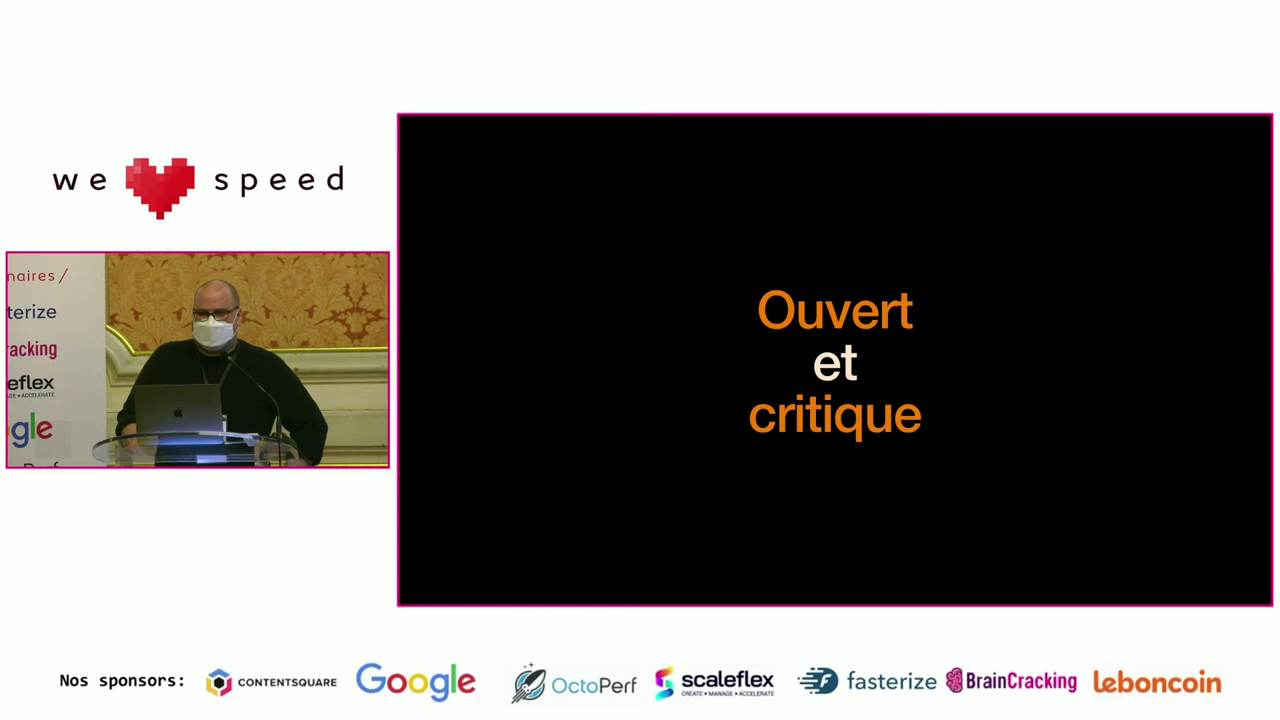 we speed
naires /
terize
racking
eflex
gle
Ouvert
et
critique
Nos sponsors:
CONTENTSQUARE
Google
OctoPerf
scaleflex
CREATE • MANAGE • ACCELERATE
fasterize
BrainCracking
leboncoin